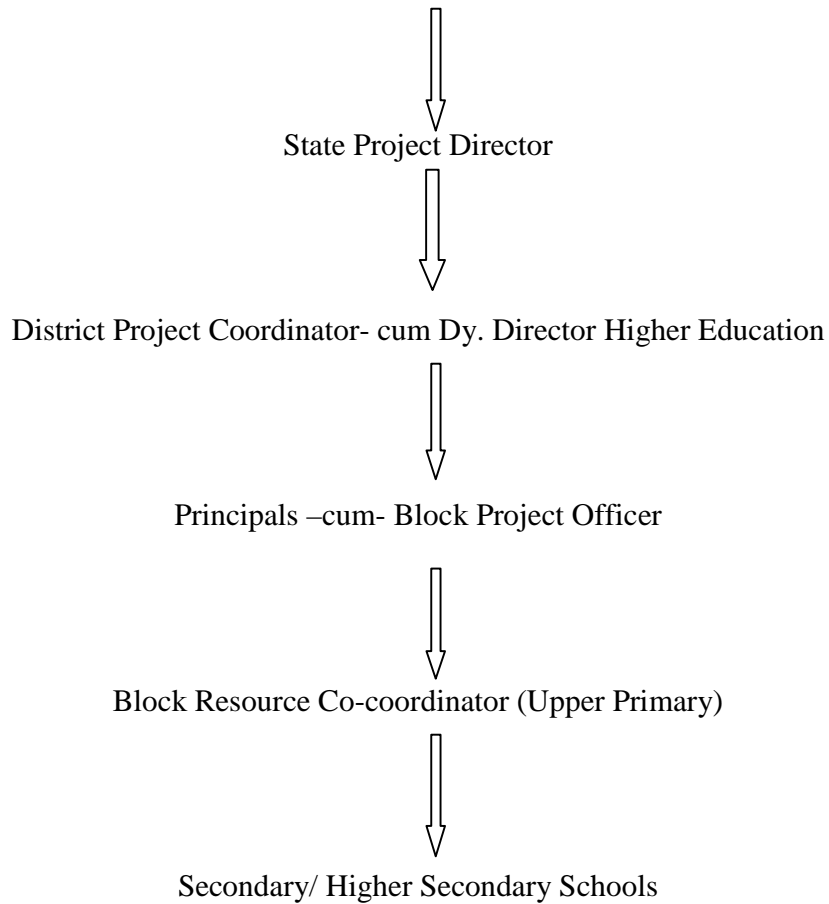 State Project Director
District Project Coordinator- cum Dy. Director Higher Education
Principals –cum- Block Project Officer
Block Resource Co-coordinator (Upper Primary)
Secondary/ Higher Secondary Schools